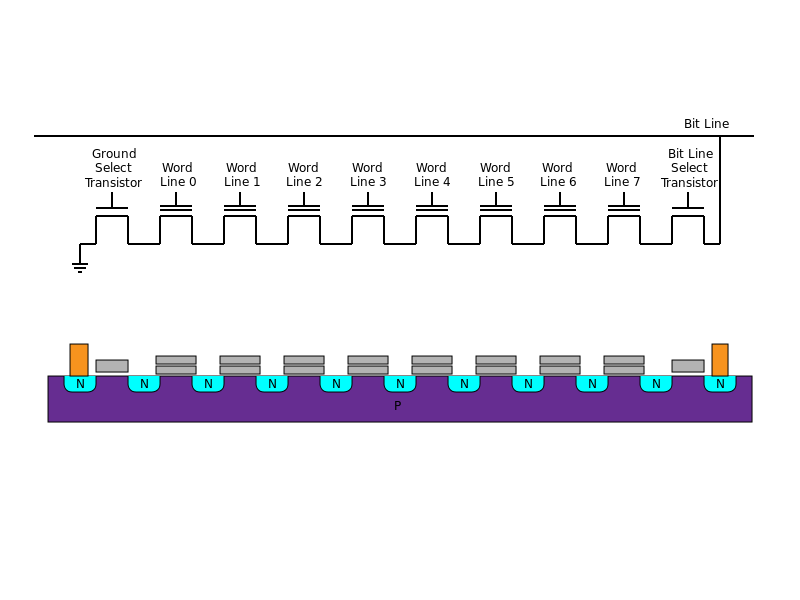 Bit Line
Ground
Select
Transistor
Word
Line 0
Word
Line 1
Word
Line 2
Word
Line 3
Word
Line 4
Word
Line 5
Word
Line 6
Word
Line 7
Bit Line
Select
Transistor
N
N
N
N
N
N
N
N
N
N
N
P